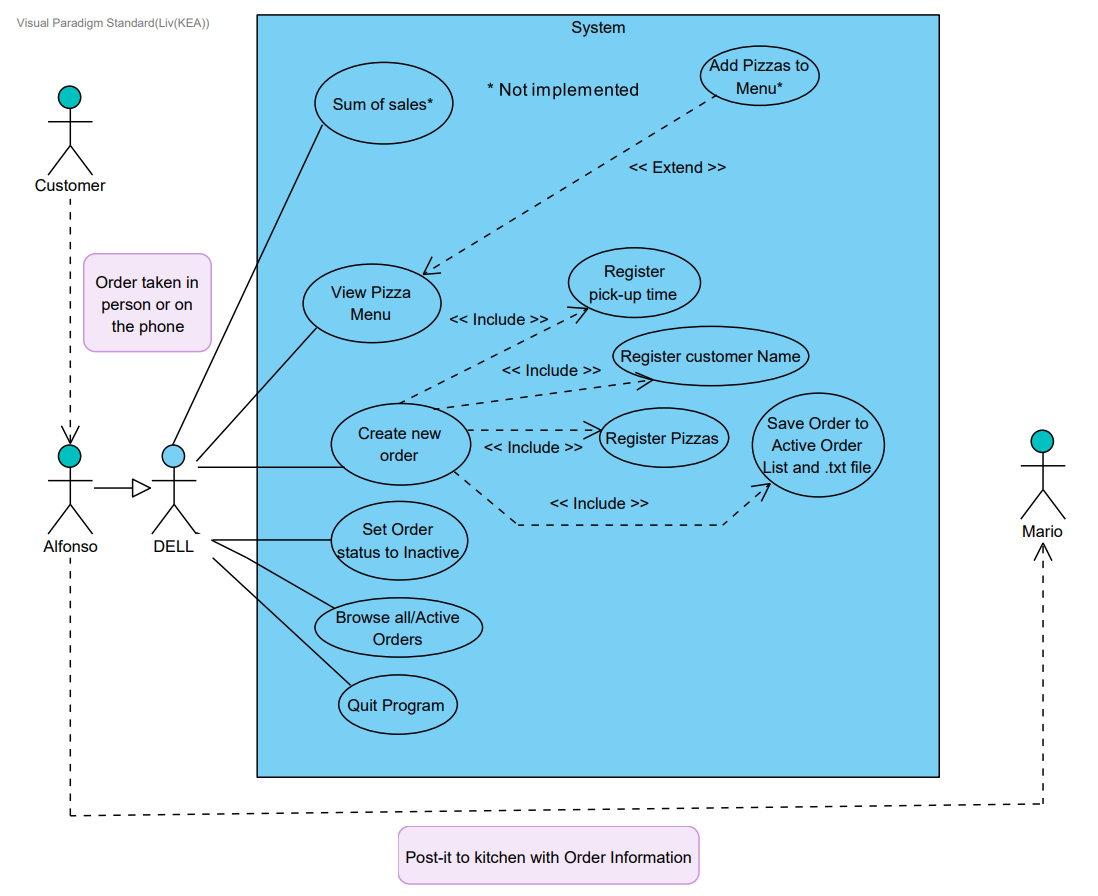 Visual Paradigm Standard(Liv(KEA))
System
Add Pizzas to
Menu*
Sum of sales*
* Not implemented
<< Extend >>
Customer
Order taken in
person or on
the phone
Register
pick-up time
View Pizza
Menu
<< Include >>
Register customer Name
<< Include >>
Create new
order
Register Pizzas
<< Include >>
Save Order to
Active Order
List and .txt file
<< Include >>
Alfonso
DELL
Mario
Set Order
status to Inactive
Browse all/Active
Orders
Quit Program
Post-it to kitchen with Order Information